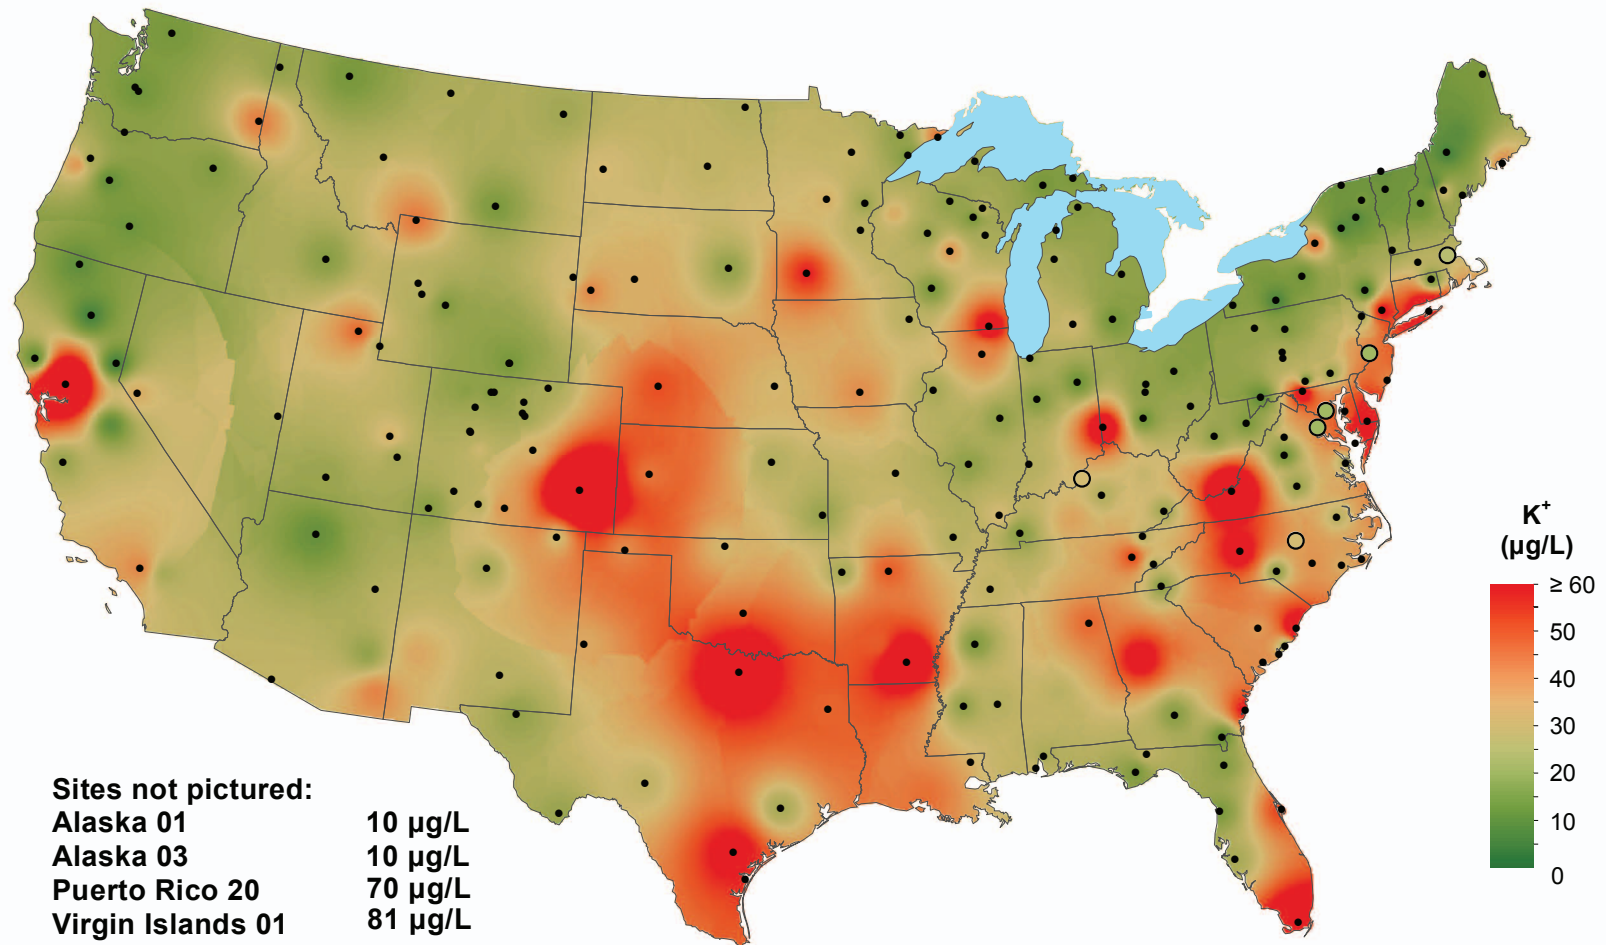 K+
(µg/L)
≥ 60
50
40
30
20
10
0
Sites not pictured:
Alaska 01 10 µg/L
Alaska 03 10 µg/L
Puerto Rico 20 70 µg/L
Virgin Islands 01 81 µg/L